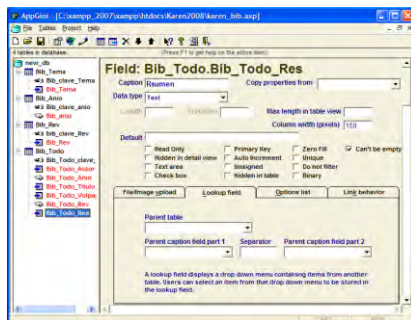 AppGini - [C:\xampp_2007\xampp\htdocs\Karen2008\karen_bib.axp]
File Tables Project Help
4 tables in database (Press F1 to get help on the active item)
new_db
Bib_Tema
Bib_clave_Tema
Bib_Tema
Bib_Anio
Bib_clave_anio
Bib_anio
Bib_Rev
Bib_clave_Rev
Bib_Rev
Bib_Todo
Bib_Todo_clave_
Bib_Todo_Autor
Bib_Todo_Anio
Bib_Todo_Titulo
Bib_Todo_Volpa
Bib_Todo_Rev
Bib_Todo_Res
Field: Bib_Todo.Bib_Todo_Res
Caption Rsumen Copy properties from
Data type Text
Length Precision Max length in table view
Column width (pixels) 150
Default
Read Only Primary Key Zero Fill Can't be empty
Hidden in detail view Auto Increment Unique
Text area Unsigned Do not filter
Check box Hidden in table Binary
File/Image upload Lookup field Options list Link behavior
Parent table
Parent caption field part 1 Separator Parent caption field part 2
A lookup field displays a drop down menu containing items from another
table. Users can select an item from that drop down menu to be stored in
the lookup field.